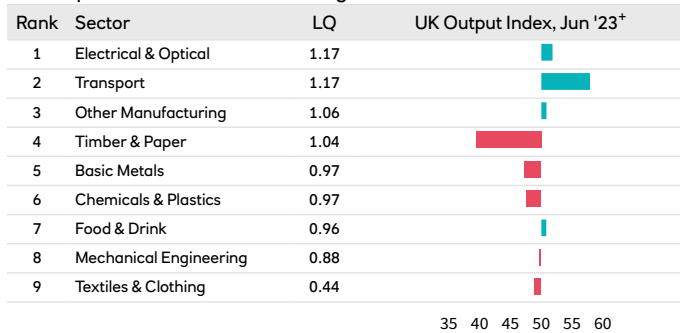 Rank Sector LQ UK Output Index, Jun '23+
1 Electrical & Optical 1.17
2 Transport 1.17
3 Other Manufacturing 1.06
4 Timber & Paper 1.04
5 Basic Metals 0.97
6 Chemicals & Plastics 0.97
7 Food & Drink 0.96
8 Mechanical Engineering 0.88
9 Textiles & Clothing 0.44
35 40 45 50 55 60